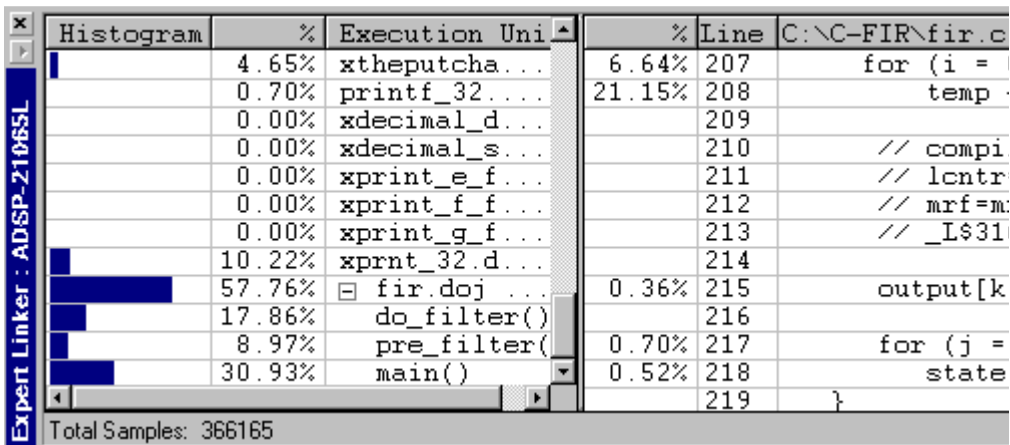 Histogram % Execution Uni
4.65% xtheputcha...
0.70% printf_32....
0.00% xdecimal_d...
0.00% xdecimal_s...
0.00% xprint_e_f...
0.00% xprint_f_f...
0.00% xprint_g_f...
10.22% xprnt_32.d...
57.76% fir.doj ...
17.86% do_filter()
8.97% pre_filter(
30.93% main()
% Line C:\C-FIR\fir.c
6.64% 207 for (i =
21.15% 208 temp
209
210 // compi
211 // lcntr
212 // mrf=m
213 // _L$31
214
0.36% 215 output[k
216
0.70% 217 for (j =
0.52% 218 state
219 }
Expert Linker : ADSP-21065L
Total Samples: 366165